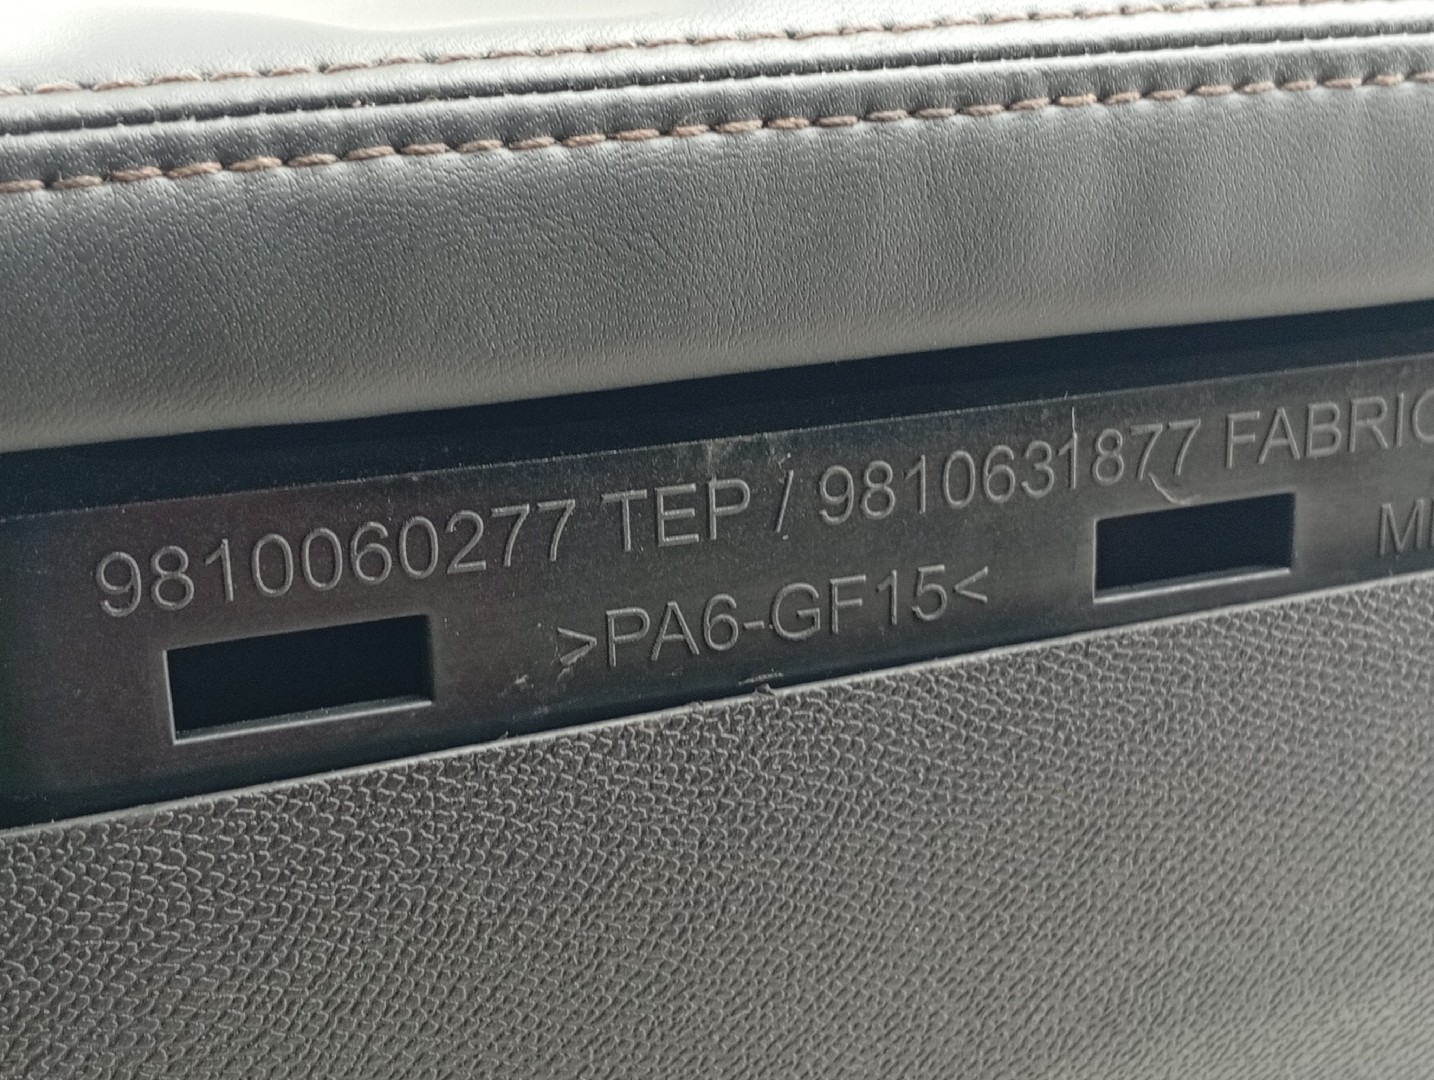 9810060277 TEP / 9810631877 FABRIC
>PA6-GF15<